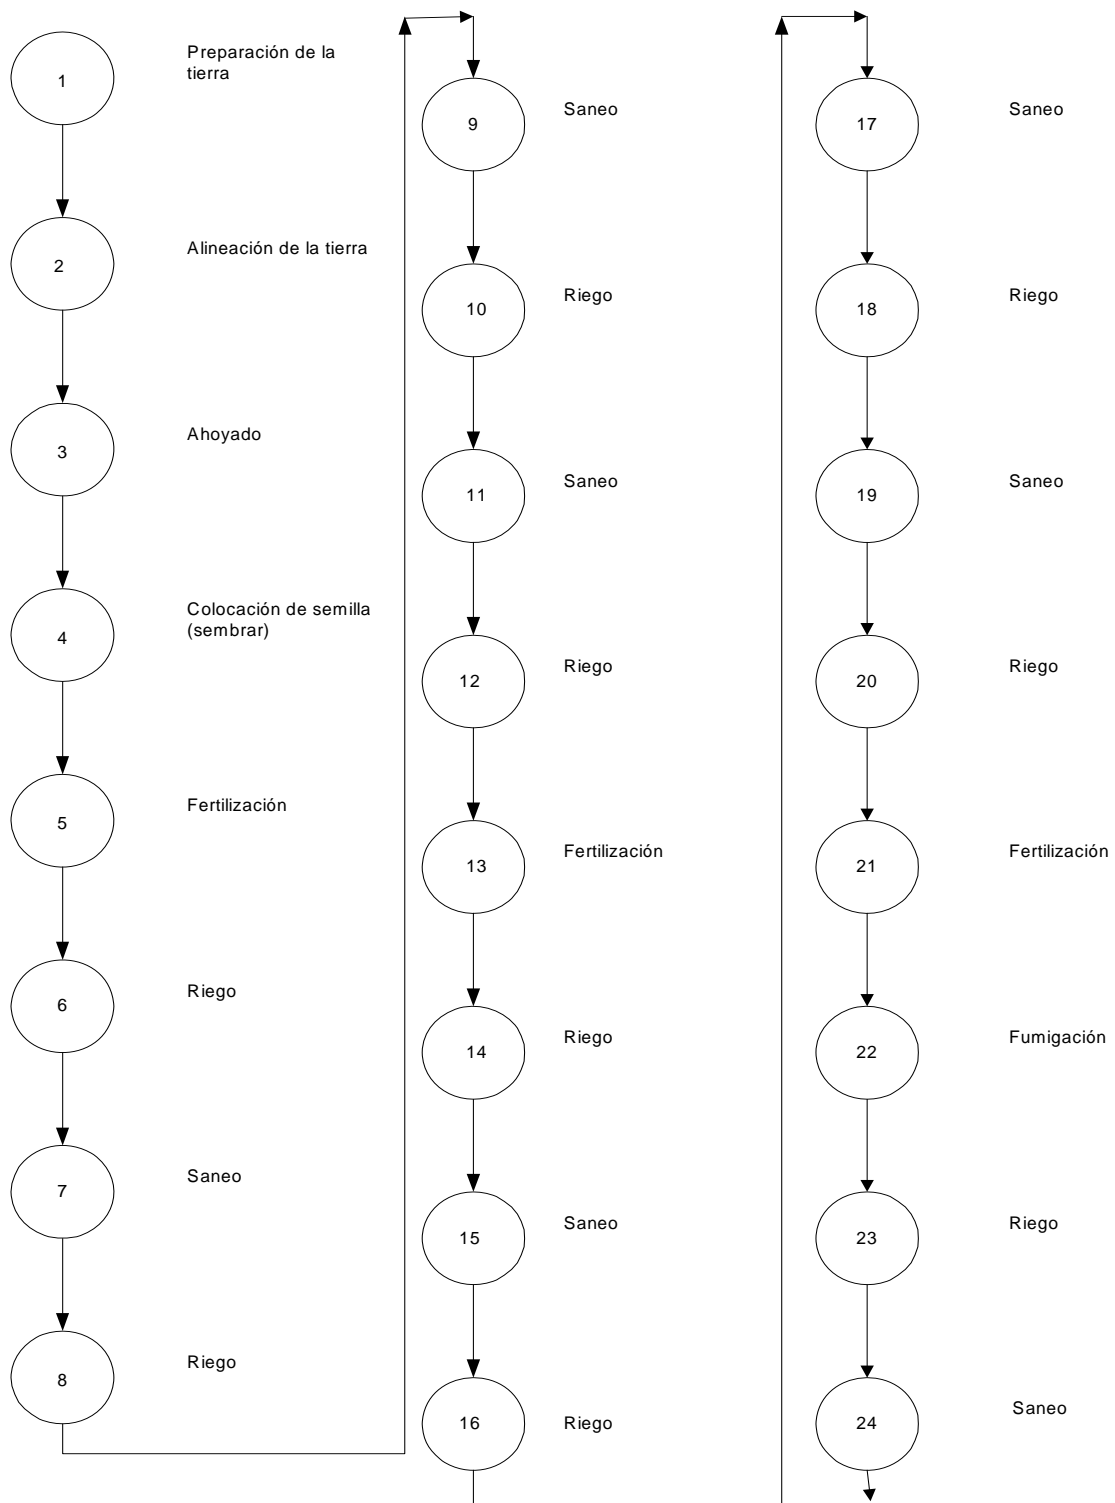 1
Preparación de la
tierra
2
Alineación de la tierra
3
Ahoyado
4
Colocación de semilla
(sembrar)
5
Fertilización
6
Riego
7
Saneo
8
Riego
9
Saneo
10
Riego
11
Saneo
12
Riego
13
Fertilización
14
Riego
15
Saneo
16
Riego
17
Saneo
18
Riego
19
Saneo
20
Riego
21
Fertilización
22
Fumigación
23
Riego
24
Saneo